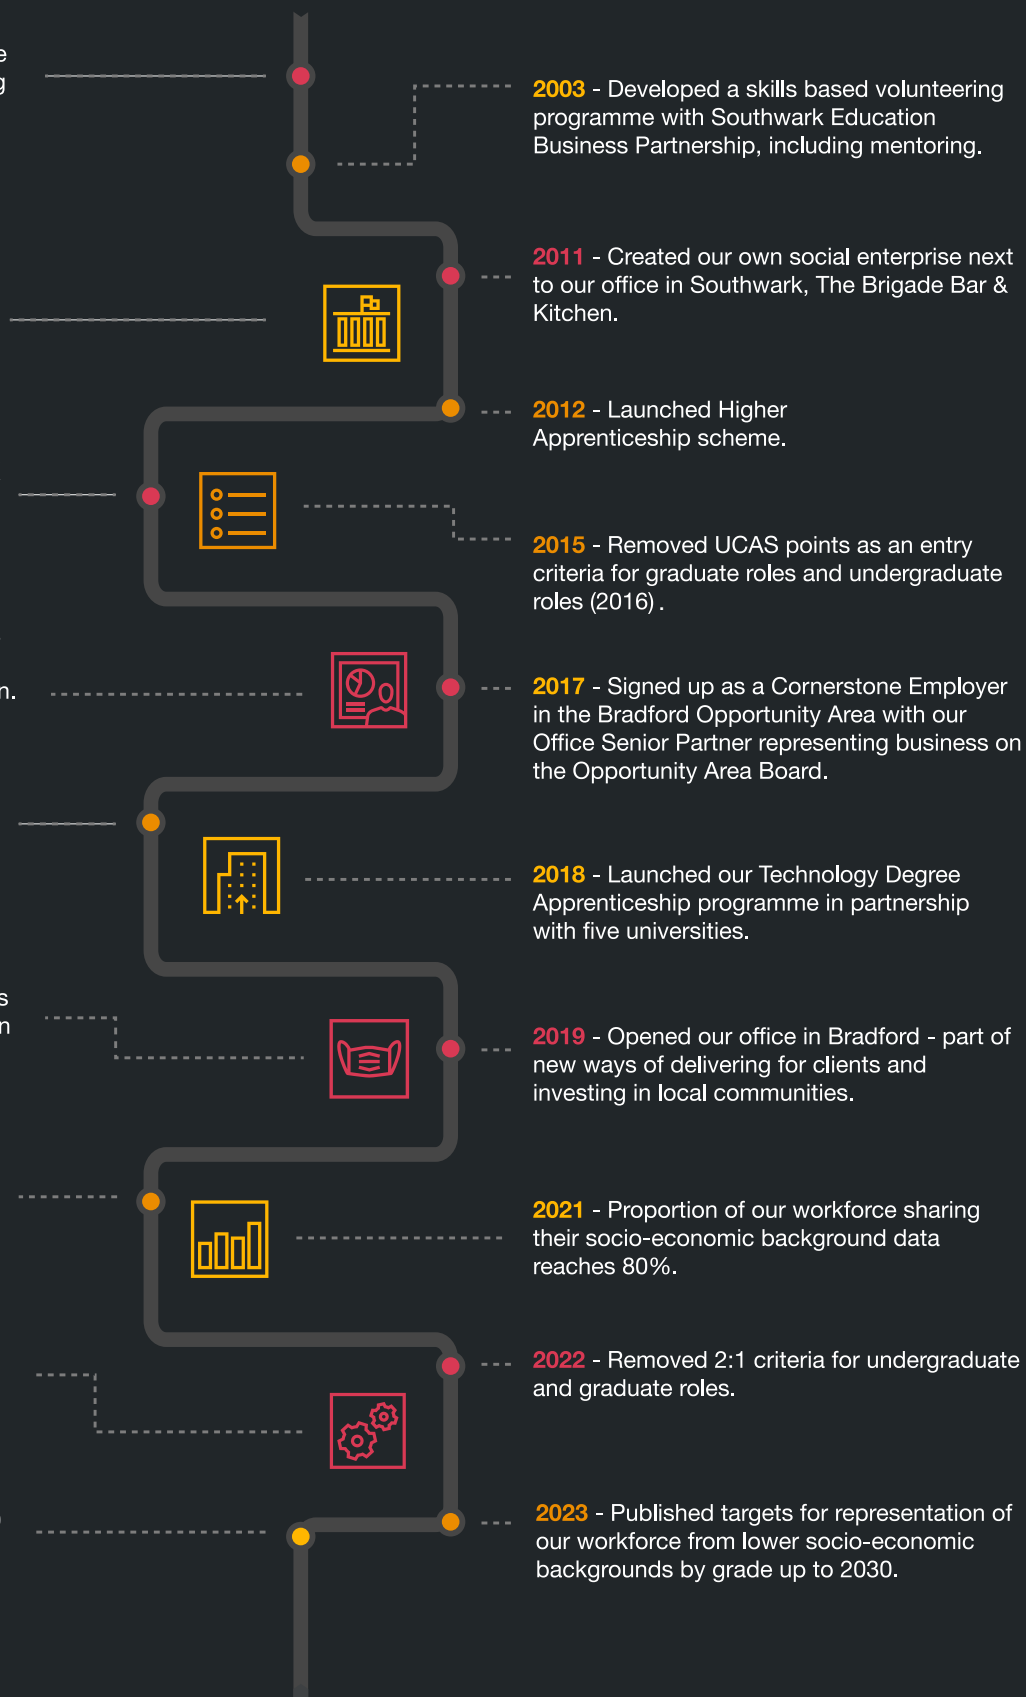 2003 - Developed a skills based volunteering
programme with Southwark Education
Business Partnership, including mentoring.
2011 - Created our own social enterprise next
to our office in Southwark, The Brigade Bar &
Kitchen.
2012 - Launched Higher
Apprenticeship scheme.
2015 - Removed UCAS points as an entry
criteria for graduate roles and undergraduate
roles (2016) .
2017 - Signed up as a Cornerstone Employer
in the Bradford Opportunity Area with our
Office Senior Partner representing business on
the Opportunity Area Board.
2018 - Launched our Technology Degree
Apprenticeship programme in partnership
with five universities.
2019 - Opened our office in Bradford - part of
new ways of delivering for clients and
investing in local communities.
2021 - Proportion of our workforce sharing
their socio-economic background data
reaches 80%.
2022 - Removed 2:1 criteria for undergraduate
and graduate roles.
2023 - Published targets for representation of
our workforce from lower socio-economic
backgrounds by grade up to 2030.